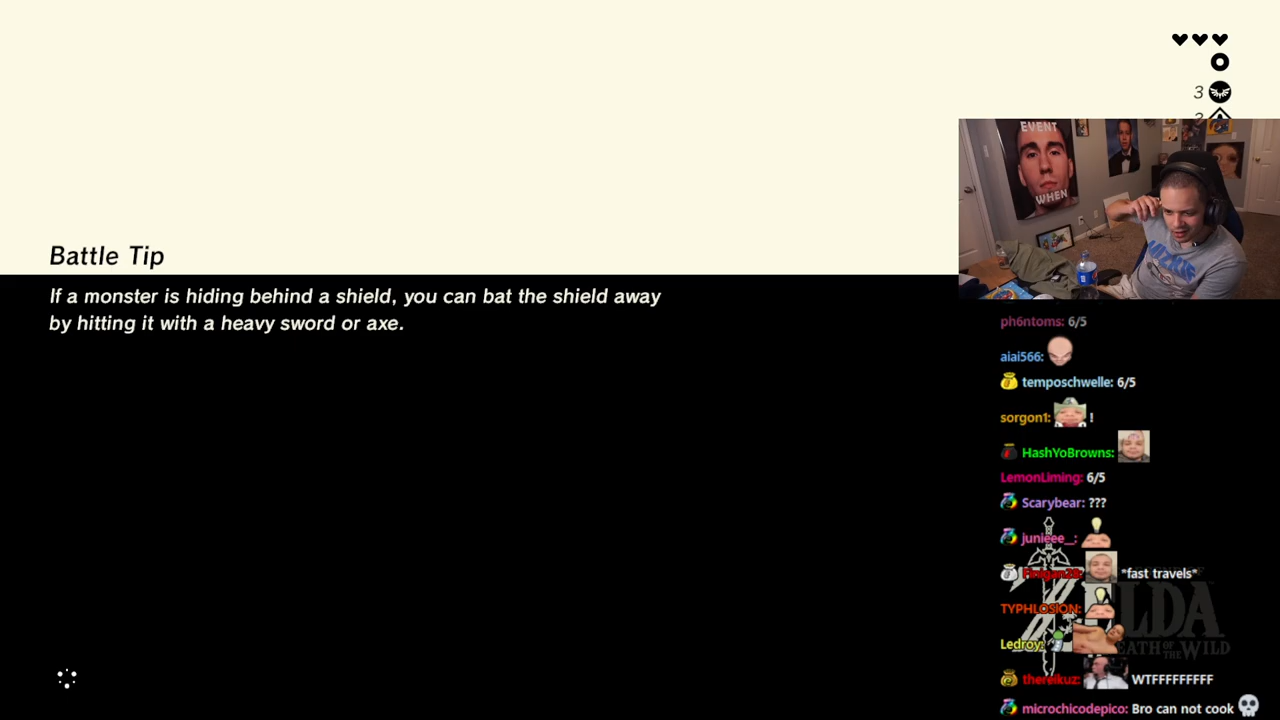 3
EVENT
WHEN
Battle Tip
If a monster is hiding behind a shield, you can bat the shield away
by hitting it with a heavy sword or axe.
ph6ntoms: 6/5
aiai566:
temposchwelle: 6/5
sorgon1: !
HashYoBrowns:
LemonLiming: 6/5
Scarybear: ???
junieee_:
*fast travels*
TYPHLOSION:
Ledroy:
thereikuz: WTFFFFFFFFF
microchicodepico: Bro can not cook